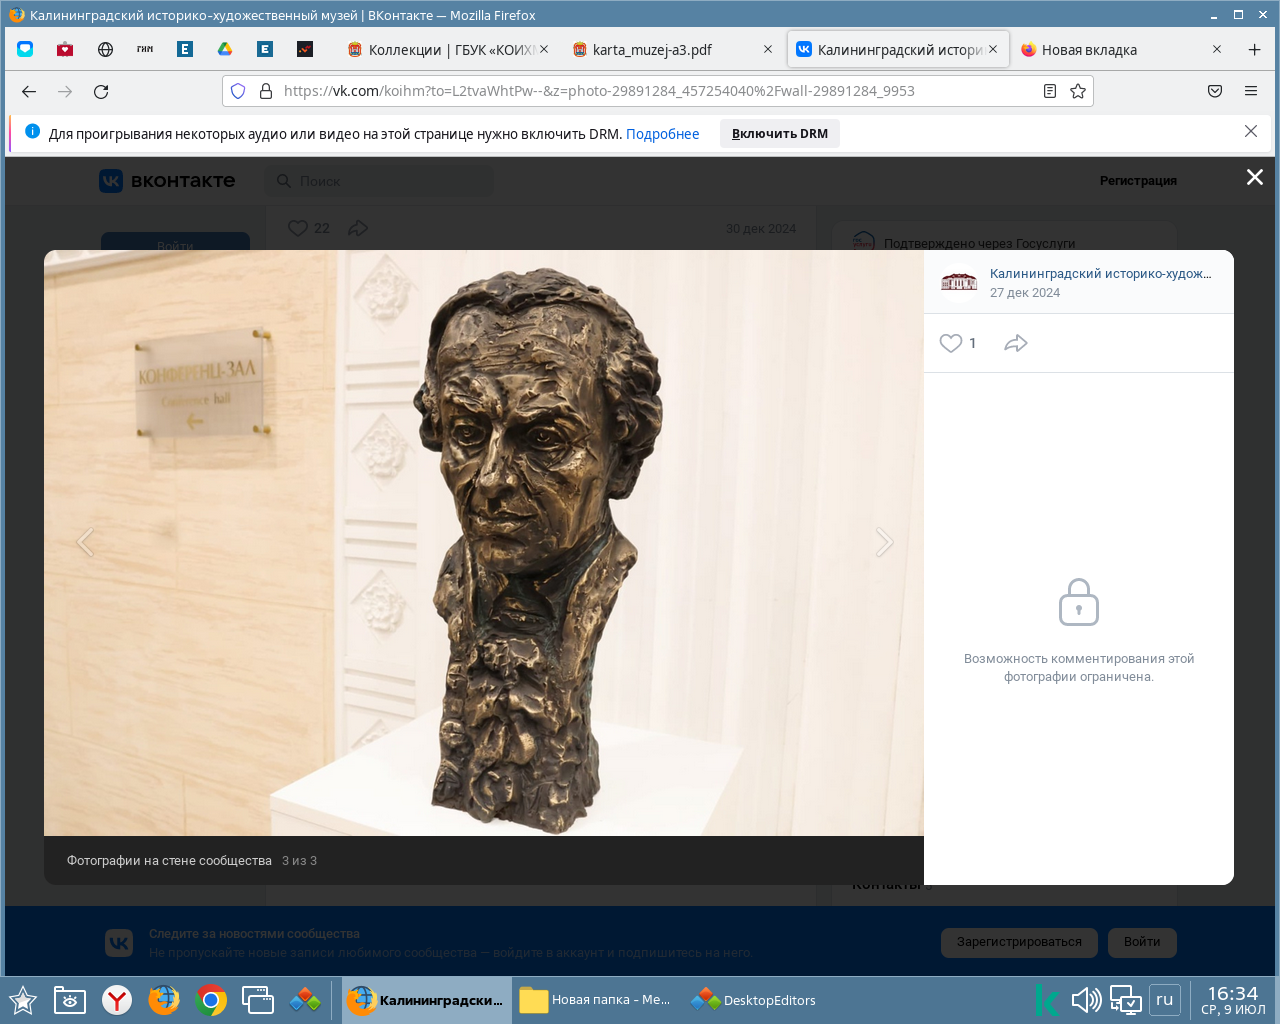 Калининградский историко-художественный музей | ВКонтакте — Mozilla Firefox
ГИМ
Коллекции | ГБУК «КОИХМ
karta_muzej-a3.pdf
Калининградский истори
Новая вкладка
https://vk.com/koihm?to=L2tvaWhtPw--&z=photo-29891284_457254040%2Fwall-29891284_9953
Для проигрывания некоторых аудио или видео на этой странице нужно включить DRM. Подробнее
Включить DRM
вконтакте
Поиск
Регистрация
22
30 дек 2024
Войти
Подтверждено через Госуслуги
КОНФЕРЕНЦ-ЗАЛ
Conference hall
Калининградский историко-худож...
27 дек 2024
1
Возможность комментирования этой
фотографии ограничена.
Фотографии на стене сообщества 3 из 3
Контакты
Следите за новостями сообщества
Не пропускайте новые записи любимого сообщества — войдите в аккаунт и подпишитесь на него.
Зарегистрироваться
Войти
Калининградски...
Новая папка - Ме...
DesktopEditors
ru
16:34
СР, 9 ИЮЛ